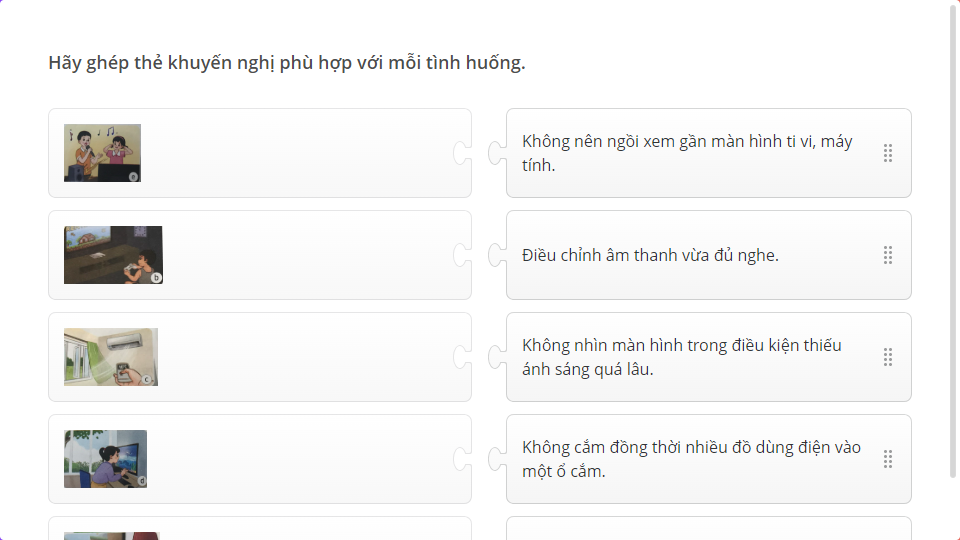 Hãy ghép thẻ khuyến nghị phù hợp với mỗi tình huống.
Không nên ngồi xem gần màn hình ti vi, máy
tính.
Điều chỉnh âm thanh vừa đủ nghe.
b
Không nhìn màn hình trong điều kiện thiếu
ánh sáng quá lâu.
c
Không cắm đồng thời nhiều đồ dùng điện vào
một ổ cắm.
d